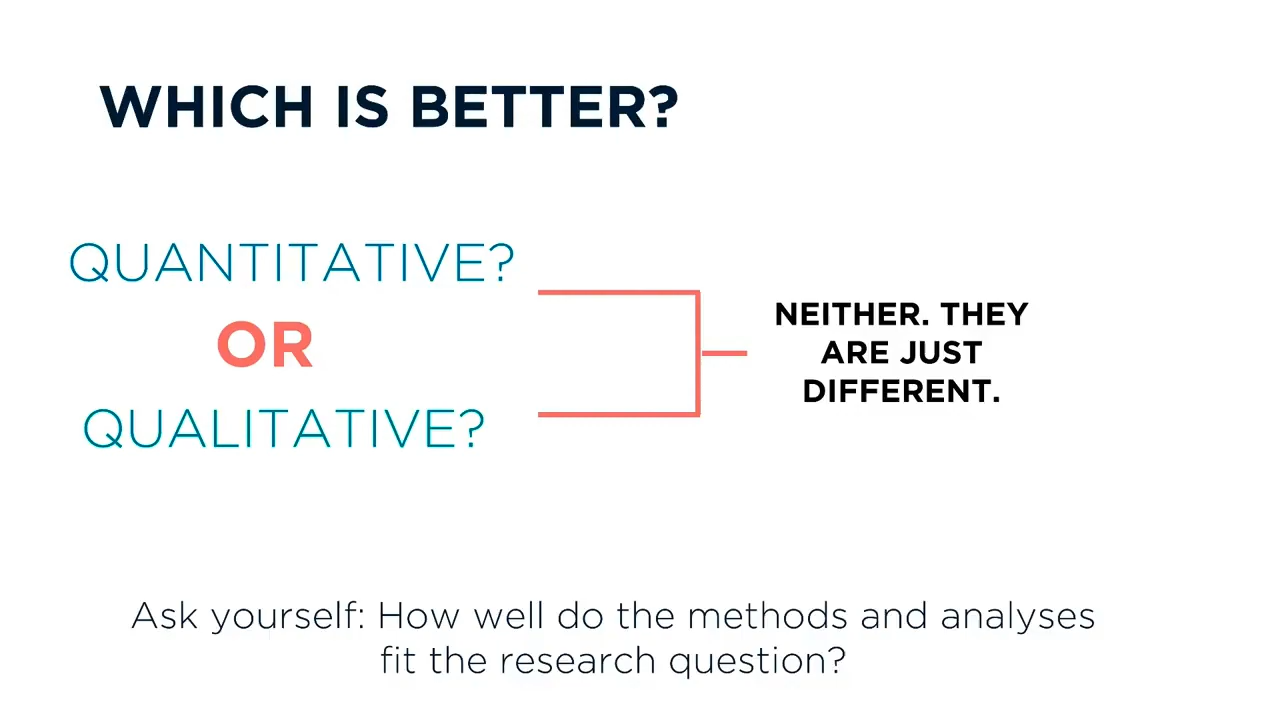 WHICH IS BETTER?
QUANTITATIVE?
OR
QUALITATIVE?
NEITHER. THEY
ARE JUST
DIFFERENT.
Ask yourself: How well do the methods and analyses
fit the research question?